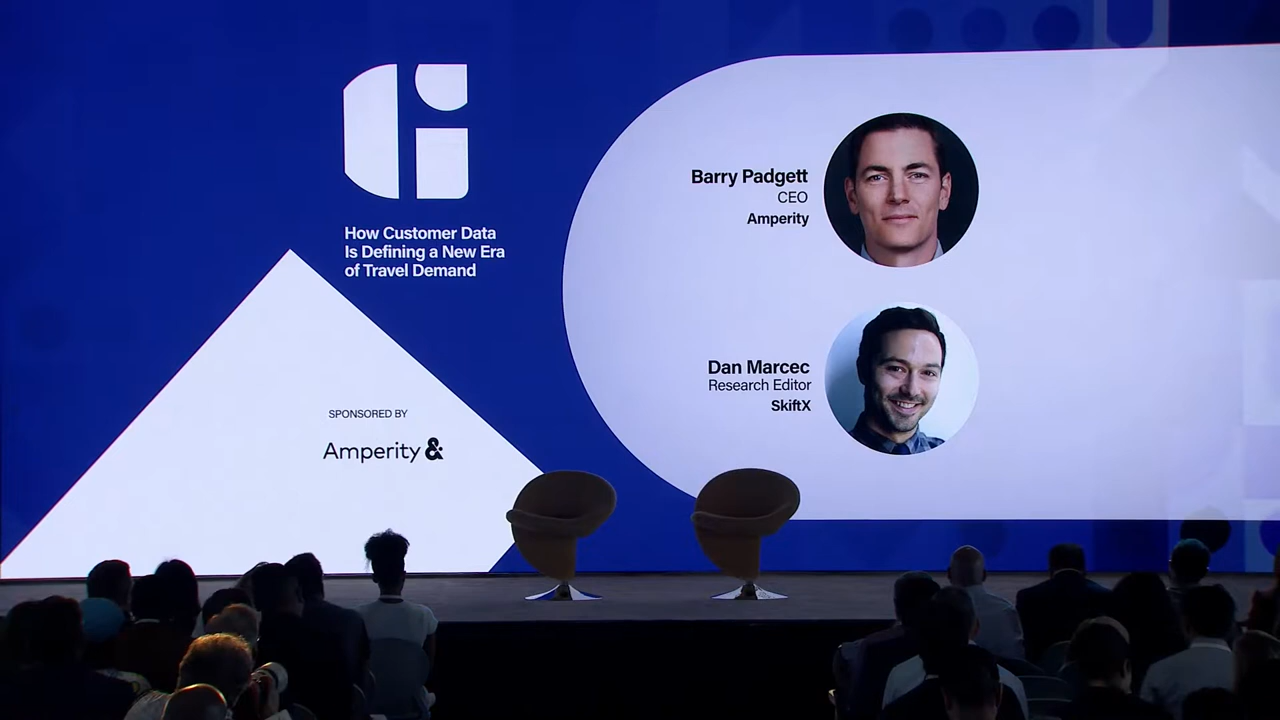 How Customer Data
Is Defining a New Era
of Travel Demand
SPONSORED BY
Amperity &
Barry Padgett
CEO
Amperity
Dan Marcec
Research Editor
SkiftX